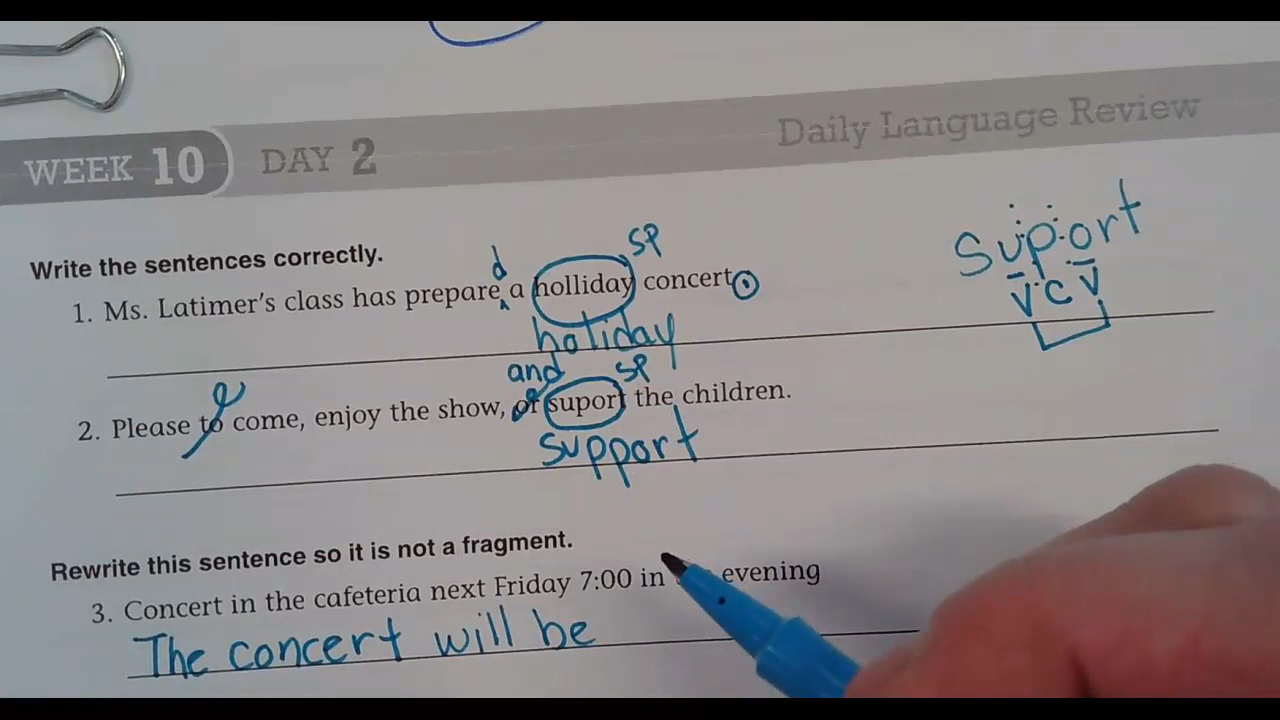 WEEK 10 DAY 2 Daily Language Review
Write the sentences correctly.
d sp
1. Ms. Latimer's class has prepare a holliday concert.
holiday
Suport
V C V
and sp
2. Please to come, enjoy the show, or suport the children.
support
Rewrite this sentence so it is not a fragment.
3. Concert in the cafeteria next Friday 7:00 in evening
The concert will be